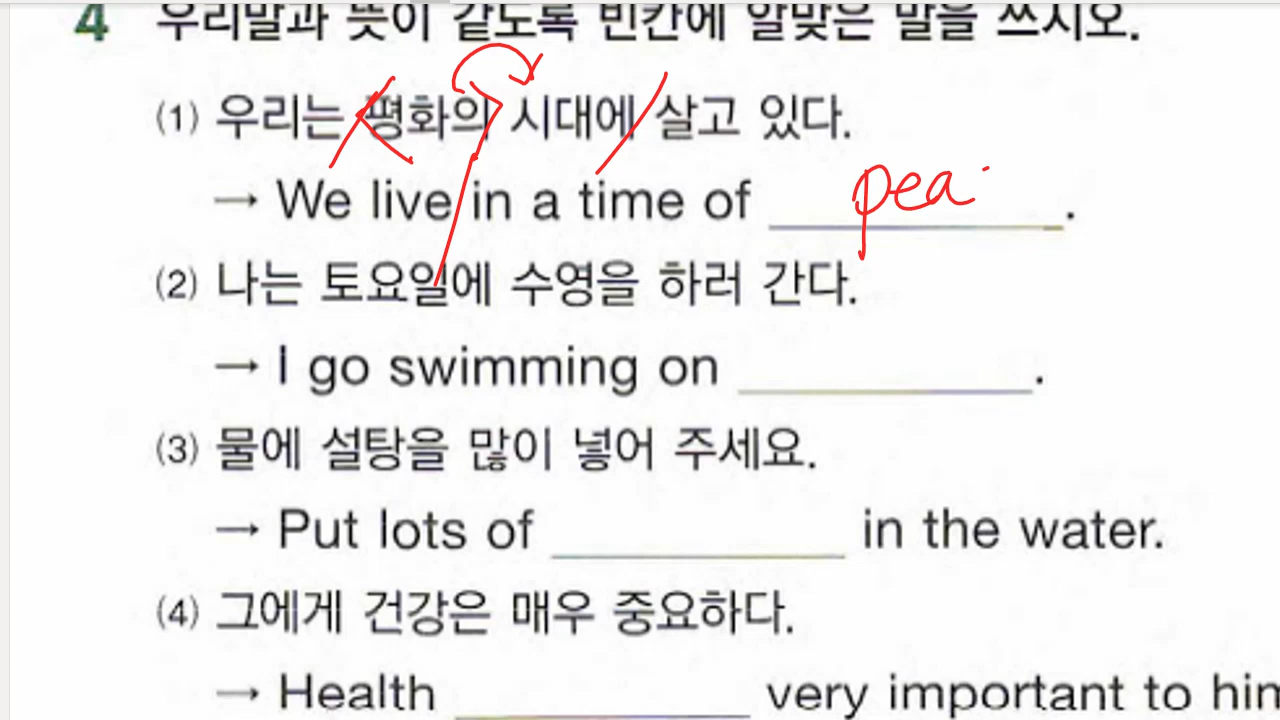 4 우리말과 뜻이 같도록 빈칸에 알맞은 말을 쓰시오.
(1) 우리는 평화의 시대에 살고 있다.
→ We live in a time of pea.
(2) 나는 토요일에 수영을 하러 간다.
→ I go swimming on ________.
(3) 물에 설탕을 많이 넣어 주세요.
→ Put lots of ________ in the water.
(4) 그에게 건강은 매우 중요하다.
→ Health ________ very important to him